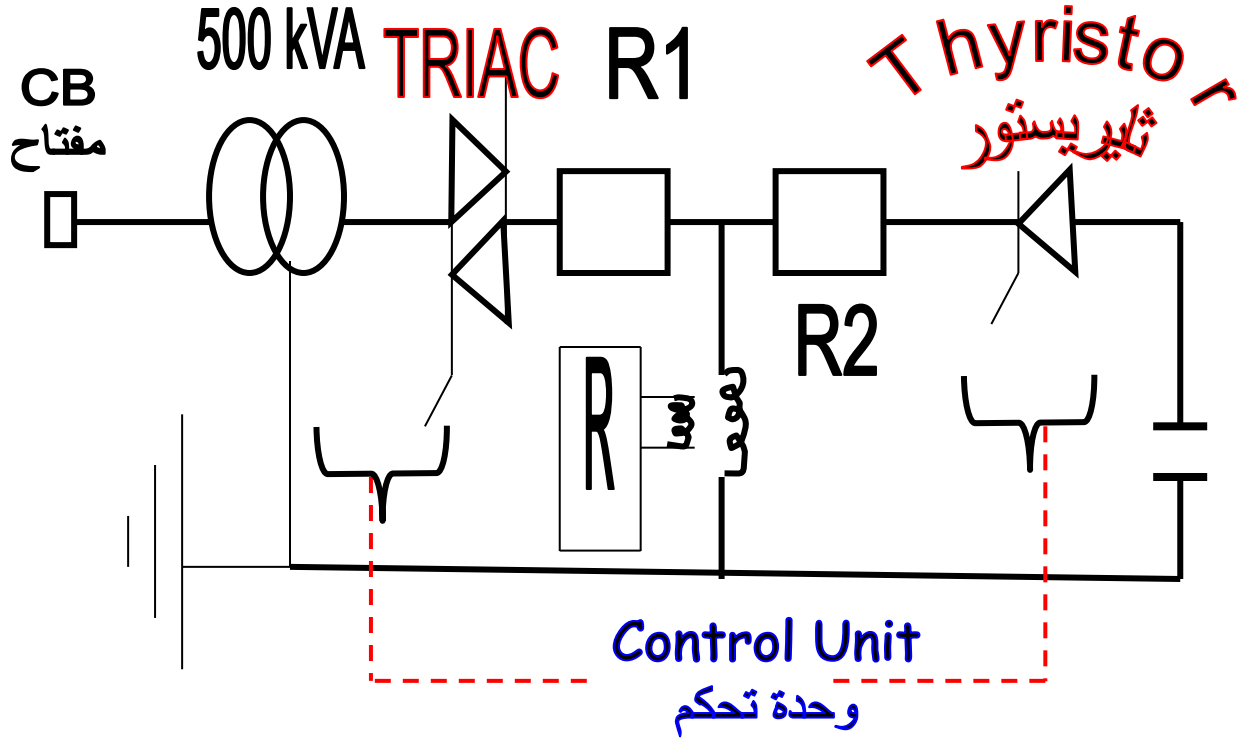 500 kVA
TRIAC
R1
Thyristor
ثايريستور
CB
مفتاح
R2
R
Control Unit
وحدة تحكم